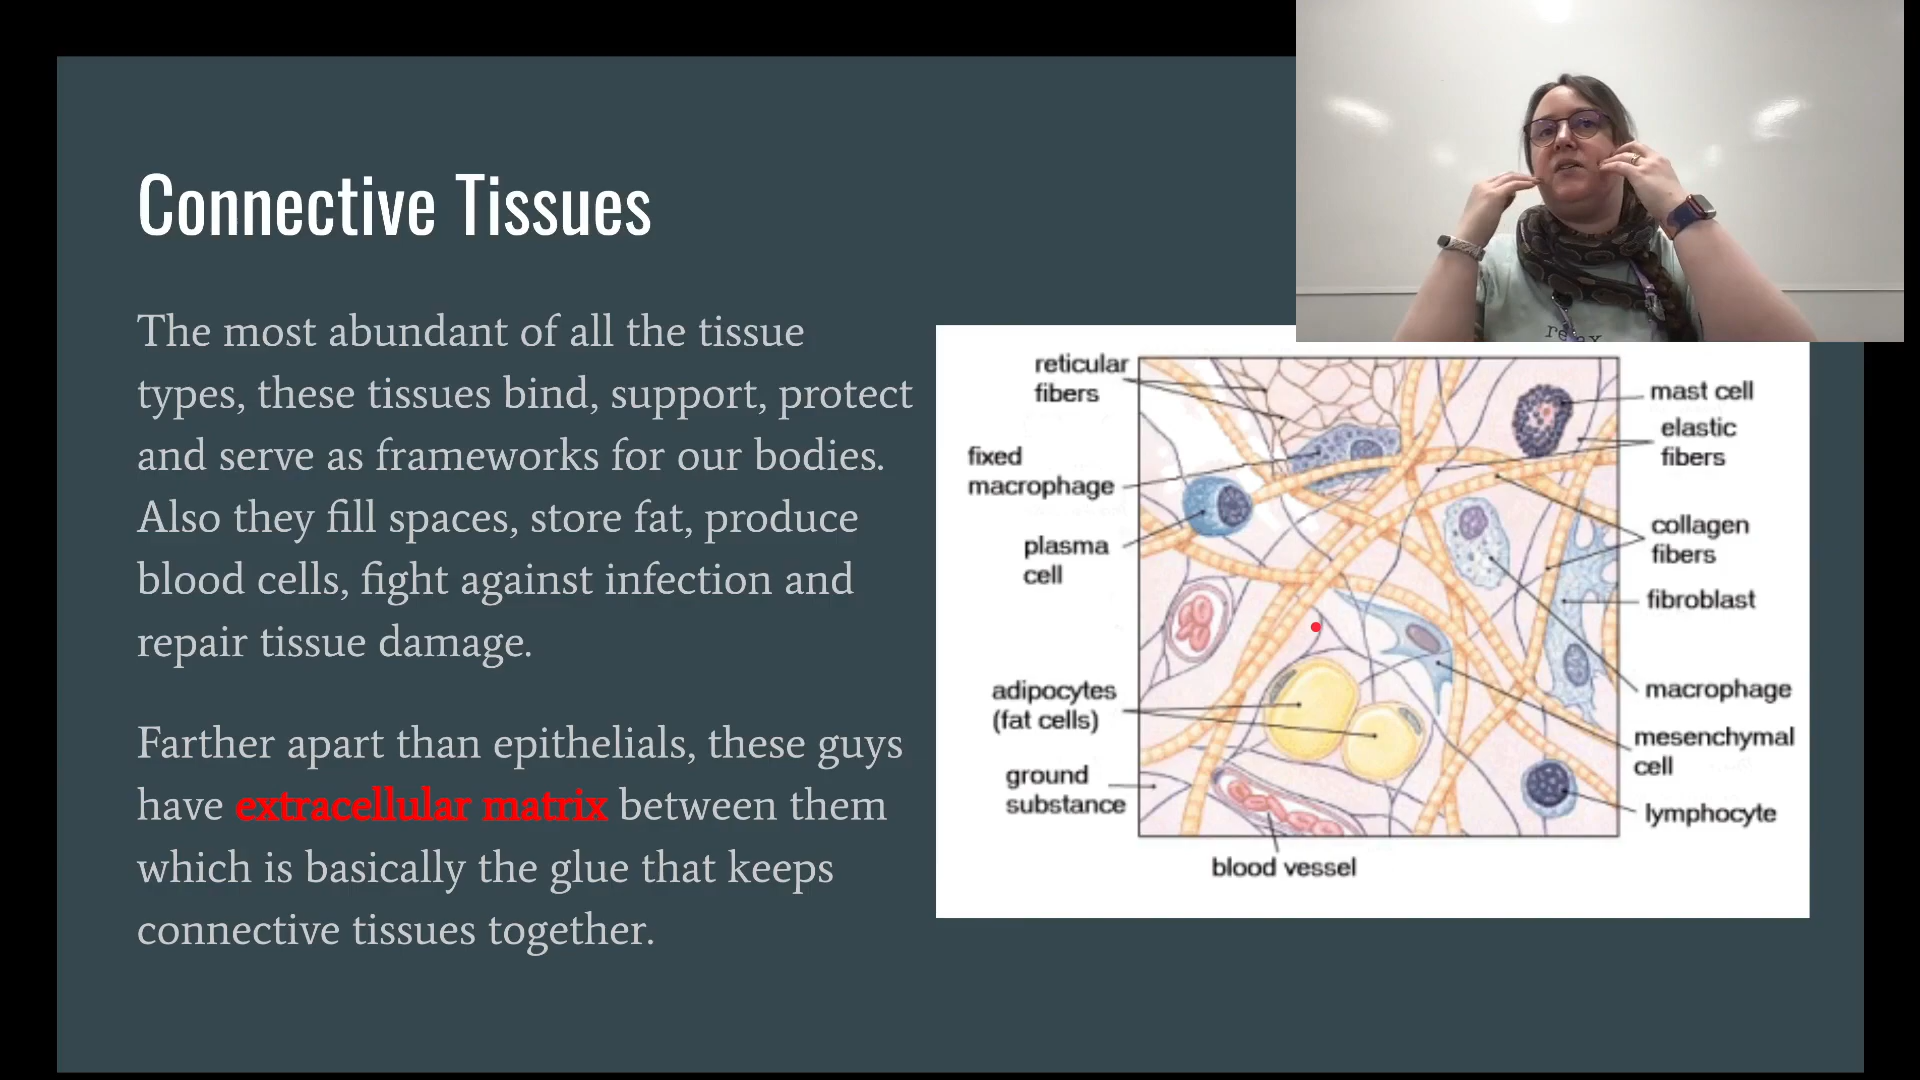 Connective Tissues
The most abundant of all the tissue
types, these tissues bind, support, protect
and serve as frameworks for our bodies.
Also they fill spaces, store fat, produce
blood cells, fight against infection and
repair tissue damage.
Farther apart than epithelials, these guys
have extracellular matrix between them
which is basically the glue that keeps
connective tissues together.
relax
reticular
fibers
fixed
macrophage
plasma
cell
adipocytes
(fat cells)
ground
substance
blood vessel
mast cell
elastic
fibers
collagen
fibers
fibroblast
macrophage
mesenchymal
cell
lymphocyte